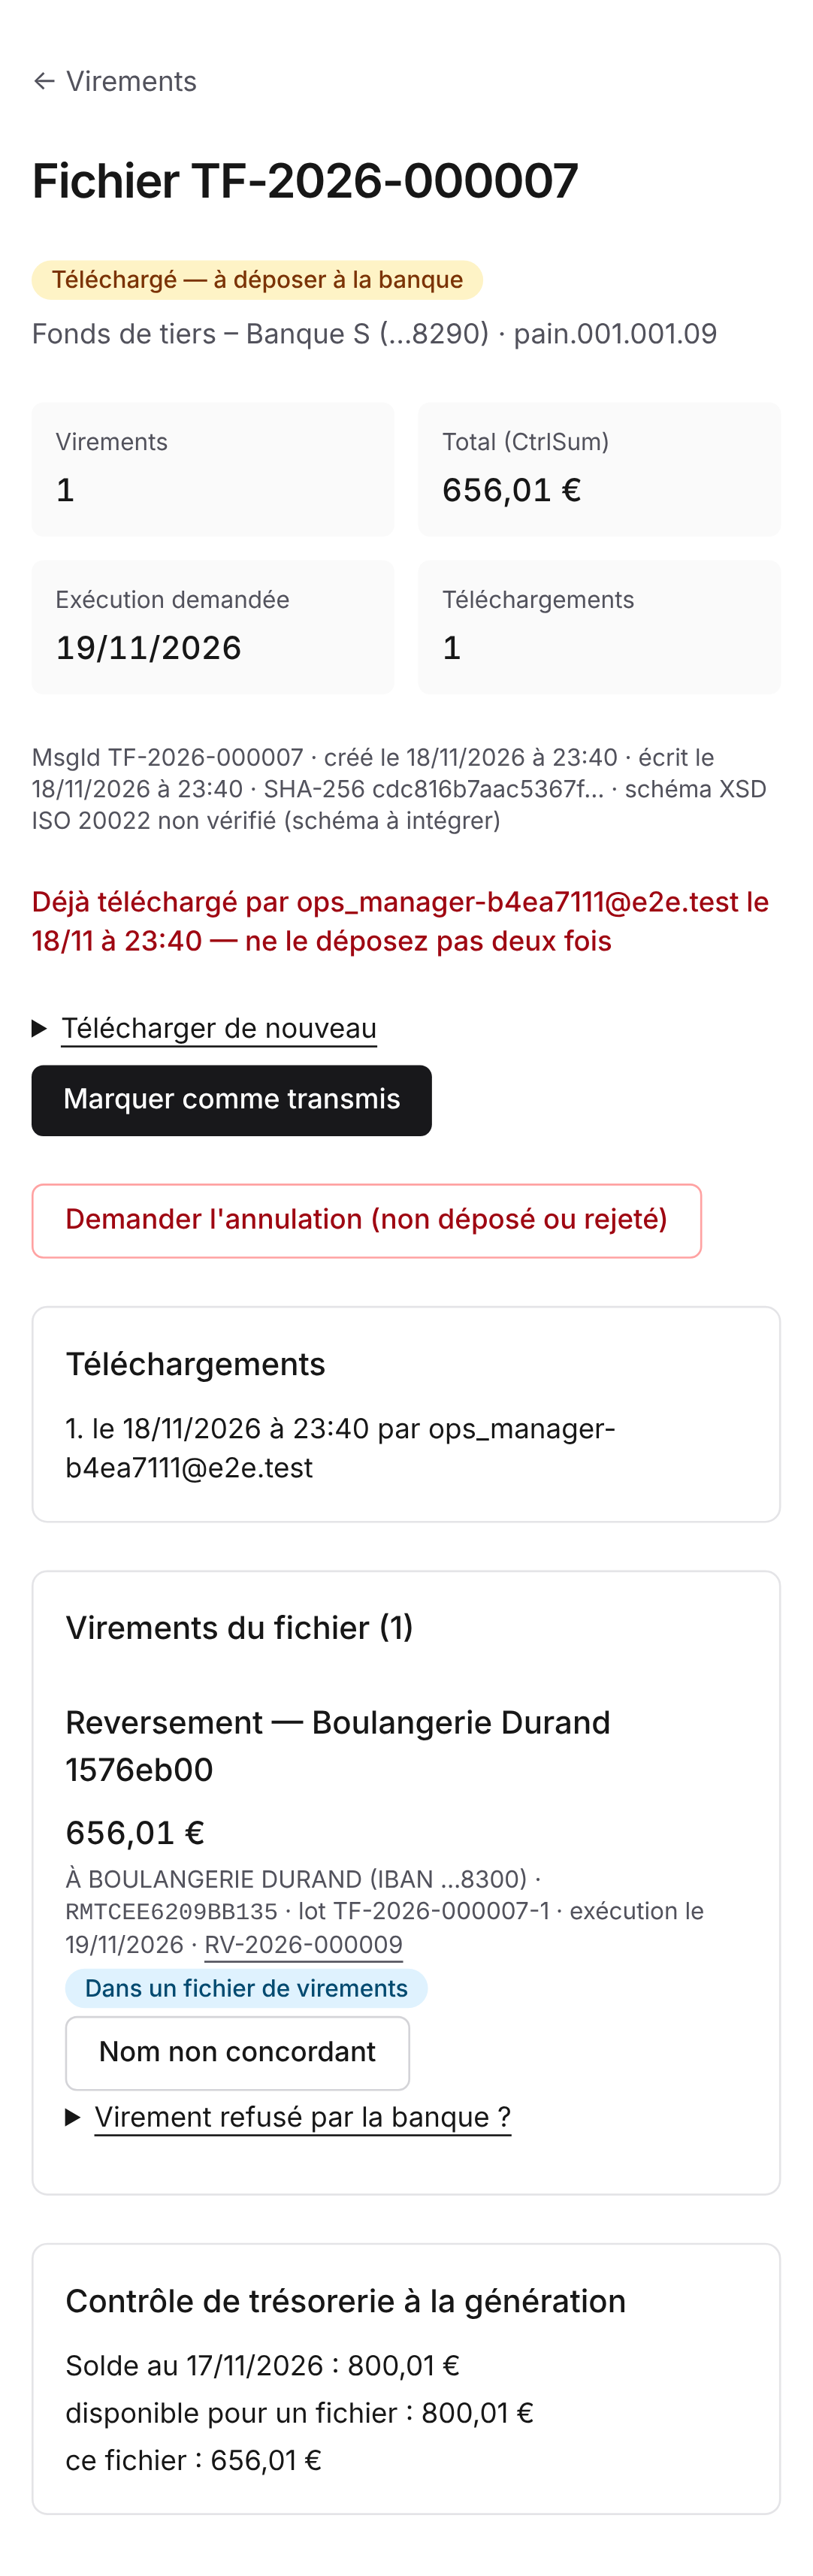 ← Virements
Fichier TF-2026-000007
Téléchargé — à déposer à la banque
Fonds de tiers – Banque S (…8290) · pain.001.001.09
Virements
1
Total (CtrlSum)
656,01 €
Exécution demandée
19/11/2026
Téléchargements
1
MsgId TF-2026-000007 · créé le 18/11/2026 à 23:40 · écrit le
18/11/2026 à 23:40 · SHA-256 cdc816b7aac5367f… · schéma XSD
ISO 20022 non vérifié (schéma à intégrer)
Déjà téléchargé par ops_manager-b4ea7111@e2e.test le
18/11 à 23:40 — ne le déposez pas deux fois
▶ Télécharger de nouveau
Marquer comme transmis
Demander l'annulation (non déposé ou rejeté)
Téléchargements
1. le 18/11/2026 à 23:40 par ops_manager-
b4ea7111@e2e.test
Virements du fichier (1)
Reversement — Boulangerie Durand
1576eb00
656,01 €
À BOULANGERIE DURAND (IBAN …8300) ·
RMTCEE6209BB135 · lot TF-2026-000007-1 · exécution le
19/11/2026 · RV-2026-000009
Dans un fichier de virements
Nom non concordant
▶ Virement refusé par la banque ?
Contrôle de trésorerie à la génération
Solde au 17/11/2026 : 800,01 €
disponible pour un fichier : 800,01 €
ce fichier : 656,01 €